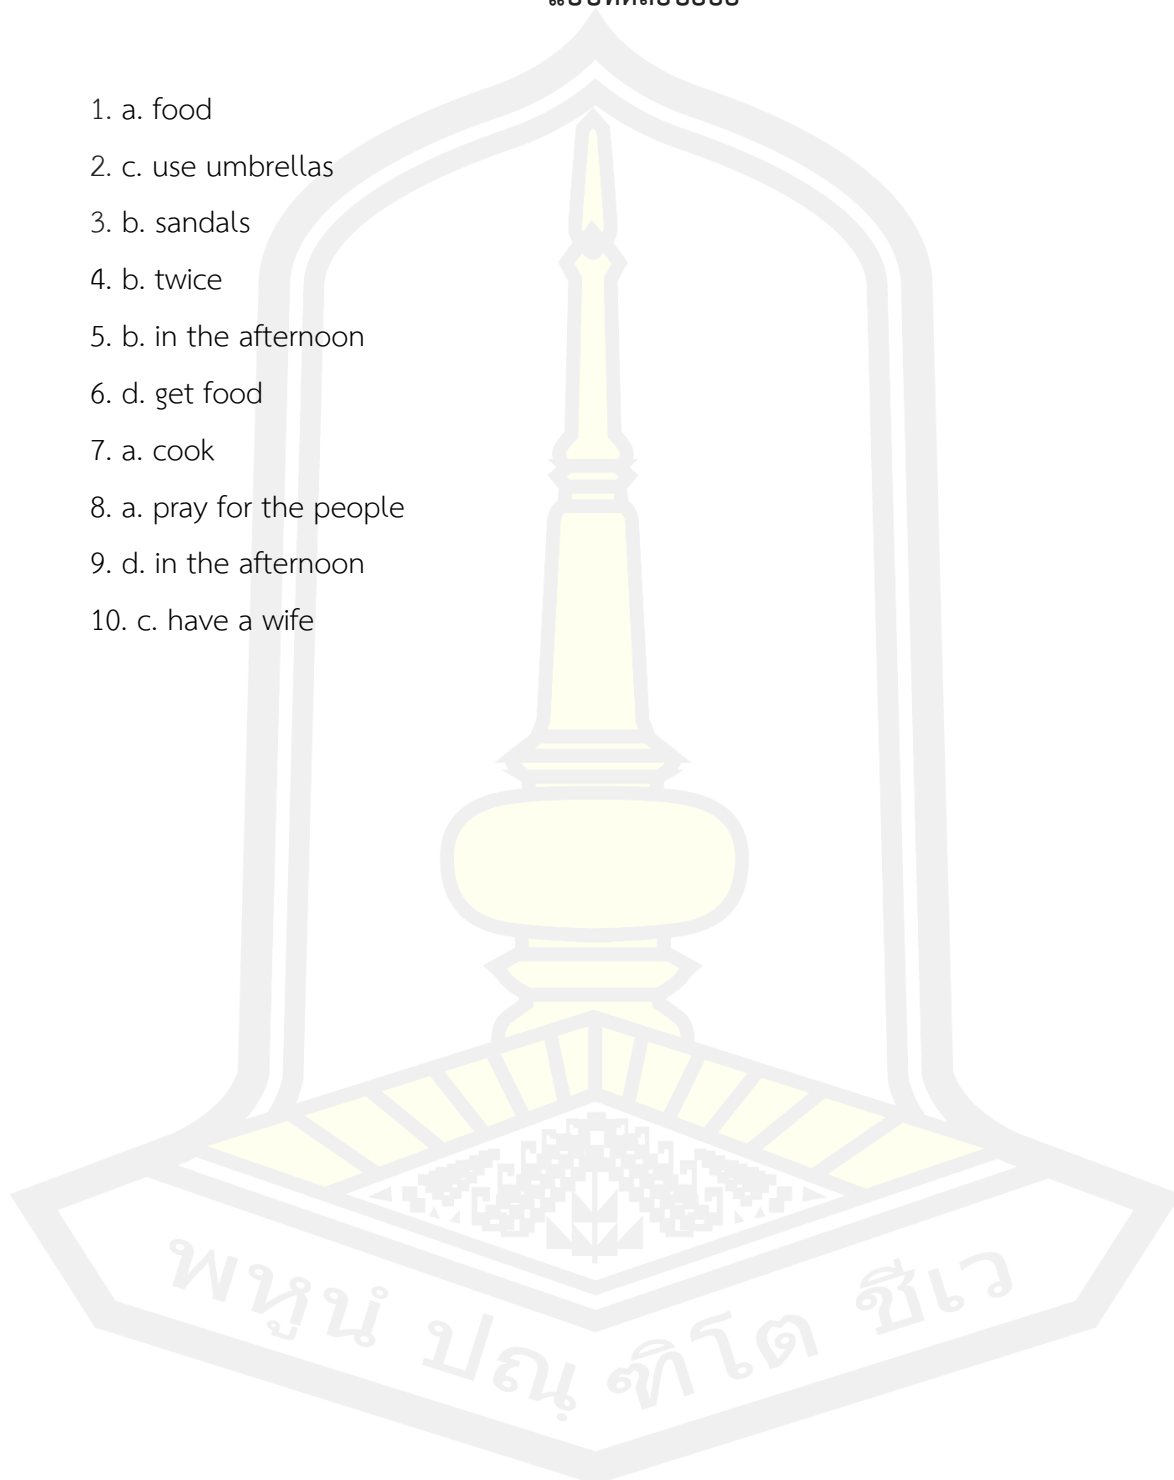 1. a. food
2. c. use umbrellas
3. b. sandals
4. b. twice
5. b. in the afternoon
6. d. get food
7. a. cook
8. a. pray for the people
9. d. in the afternoon
10. c. have a wife
พหูนํ ปณฺฑิโต ชีเว